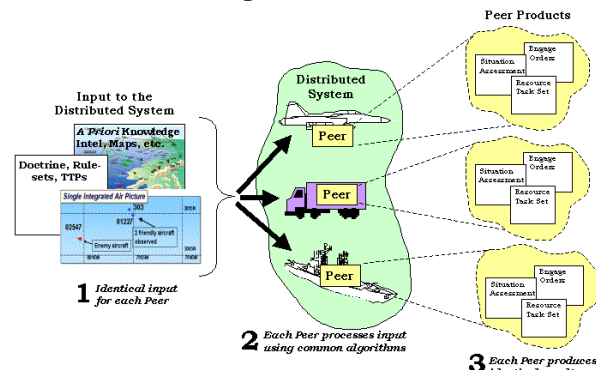 Peer Products
Situation
Assessment
Engage
Orders
Resource
Task Set
Distributed
System
Input to the
Distributed System
A Priori Knowledge
Intel, Maps, etc.
Doctrine, Rule-
sets, TTPs
Single Integrated Air Picture
303
01227
02547
2 friendly aircraft
observed
Enemy aircraft
Peer
Peer
Peer
Situation
Assessment
Engage
Orders
Resource
Task Set
Situation
Assessment
Engage
Orders
Resource
Task Set
1 Identical input
for each Peer
2 Each Peer processes input
using common algorithms
3 Each Peer produces